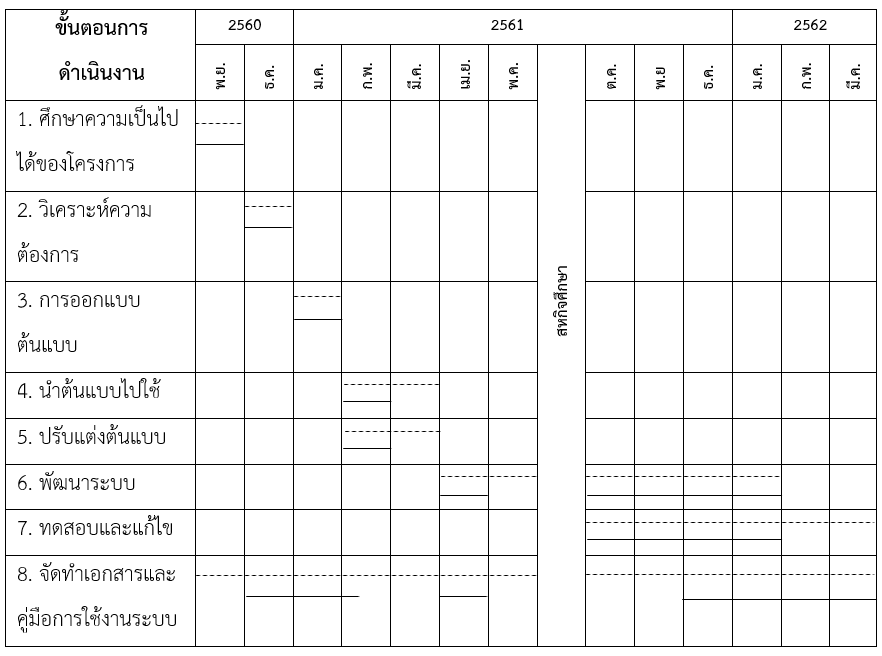 ขั้นตอนการ
ดำเนินงาน
2560
2561
2562
พ.ย.
ธ.ค.
ม.ค.
ก.พ.
มี.ค.
เม.ย.
พ.ค.
สหกิจศึกษา
ต.ค.
พ.ย
ธ.ค.
ม.ค.
ก.พ.
มี.ค.
1. ศึกษาความเป็นไป
ได้ของโครงการ
2. วิเคราะห์ความ
ต้องการ
3. การออกแบบ
ต้นแบบ
4. นำต้นแบบไปใช้
5. ปรับแต่งต้นแบบ
6. พัฒนาระบบ
7. ทดสอบและแก้ไข
8. จัดทำเอกสารและ
คู่มือการใช้งานระบบ